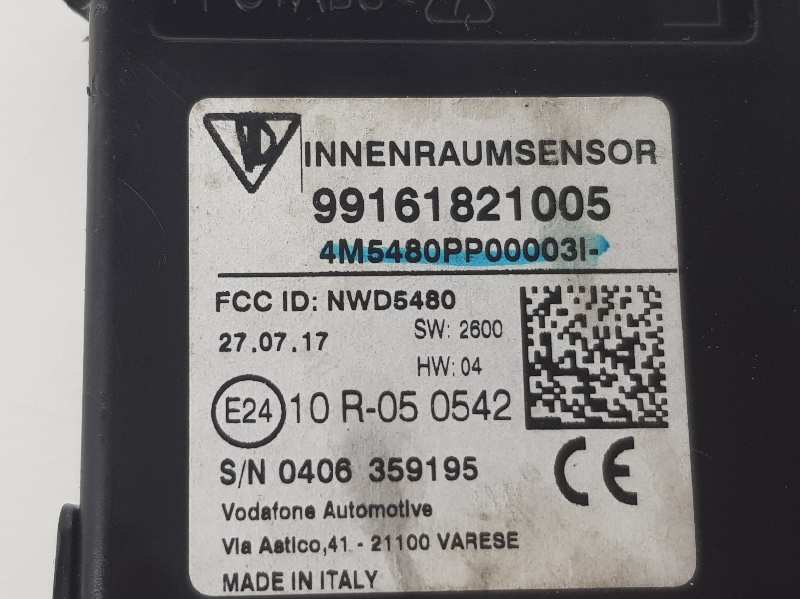 INNENRAUMSENSOR
99161821005
4M5480PP00003I-
FCC ID: NWD5480
27.07.17
SW: 2600
HW: 04
E24 10 R-05 0542
S/N 0406 359195
CE
Vodafone Automotive
Via Astico,41 - 21100 VARESE
MADE IN ITALY